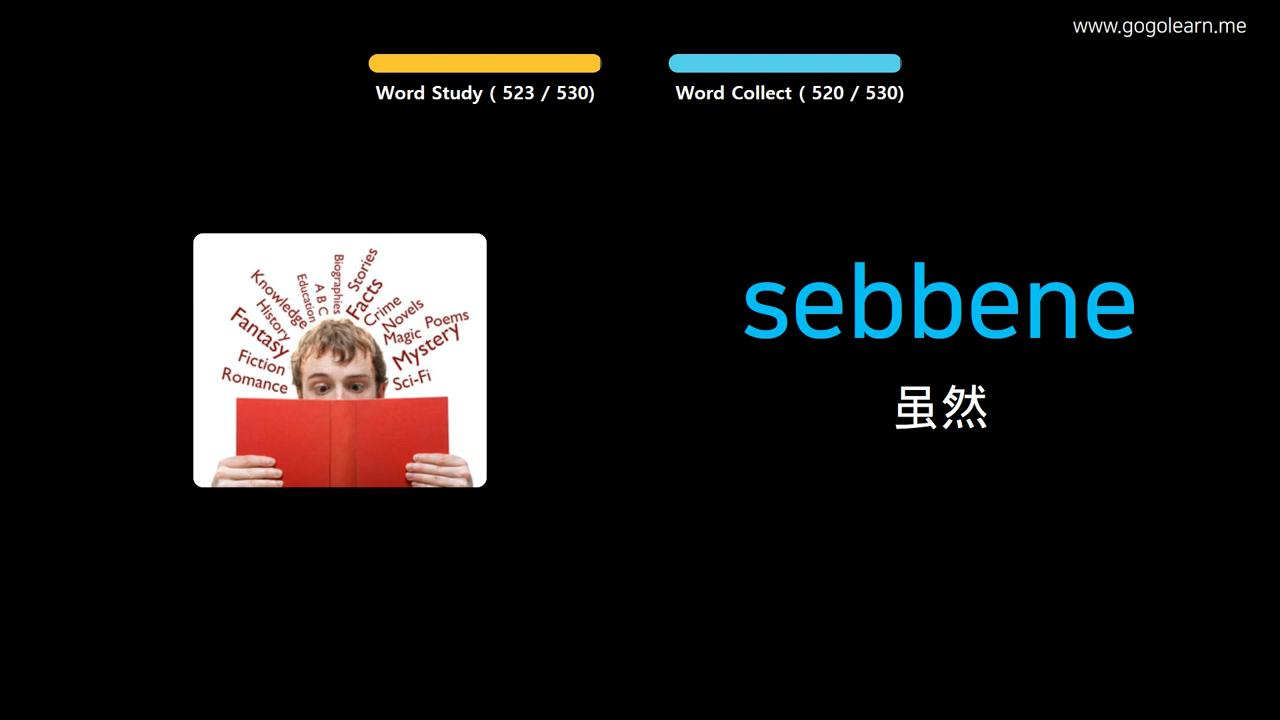 www.gogolearn.me
Word Study ( 523 / 530)
Word Collect ( 520 / 530)
Stories
Biographies
Facts
A B C
Education
Knowledge
Crime
History
Novels
Fantasy
Poems
Magic
Mystery
Fiction
Romance
Sci-Fi
sebbene
虽然